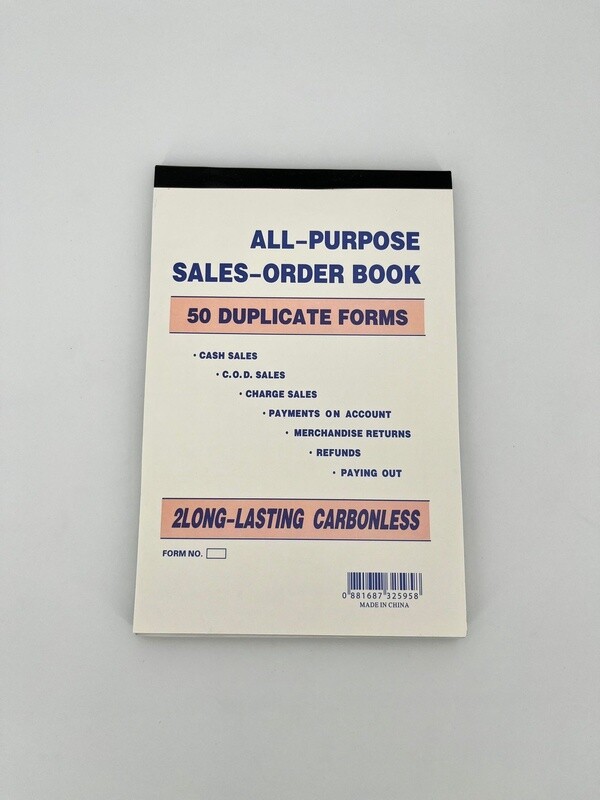 ALL-PURPOSE
SALES-ORDER BOOK
50 DUPLICATE FORMS
• CASH SALES
• C.O.D. SALES
• CHARGE SALES
• PAYMENTS ON ACCOUNT
• MERCHANDISE RETURNS
• REFUNDS
• PAYING OUT
2LONG-LASTING CARBONLESS
FORM NO.
0 881687 325958
MADE IN CHINA